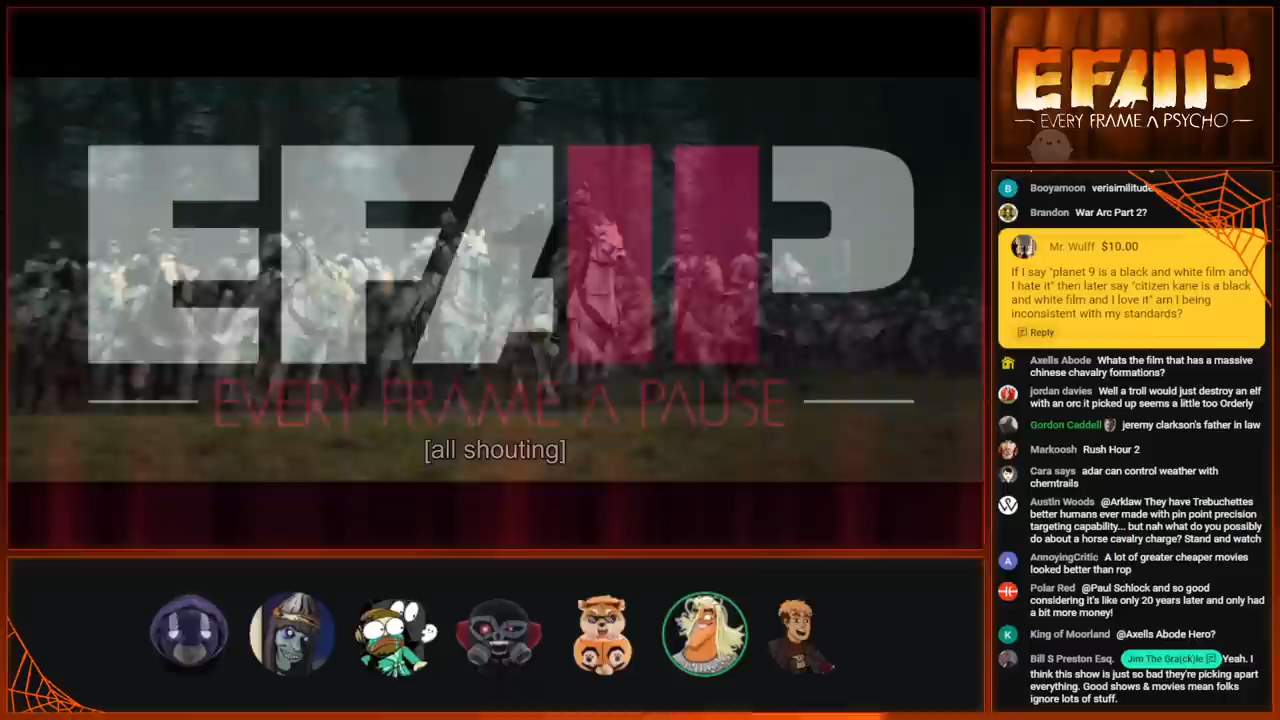 EFAIIP
EVERY FRAME A PAUSE
[all shouting]
EFAIIP
EVERY FRAME A PSYCHO
B Booyamoon verisimilitude
Brandon War Arc Part 2?
Mr. Wulff $10.00
If I say "planet 9 is a black and white film and
I hate it" then later say "citizen kane is a black
and white film and I love it" am I being
inconsistent with my standards?
Reply
Axells Abode Whats the film that has a massive
chinese chavalry formations?
jordan davies Well a troll would just destroy an elf
with an orc it picked up seems a little too Orderly
Gordon Caddell jeremy clarkson's father in law
Markoosh Rush Hour 2
Cara says adar can control weather with
chemtrails
Austin Woods @Arklaw They have Trebuchettes
better humans ever made with pin point precision
targeting capability... but nah what do you possibly
do about a horse cavalry charge? Stand and watch
A AnnoyingCritic A lot of greater cheaper movies
looked better than rop
Polar Red @Paul Schlock and so good
considering it's like only 20 years later and only had
a bit more money!
K King of Moorland @Axells Abode Hero?
Bill S Preston Esq. Jim The Gra(ck)le Yeah. I
think this show is just so bad they're picking apart
everything. Good shows & movies mean folks
ignore lots of stuff.